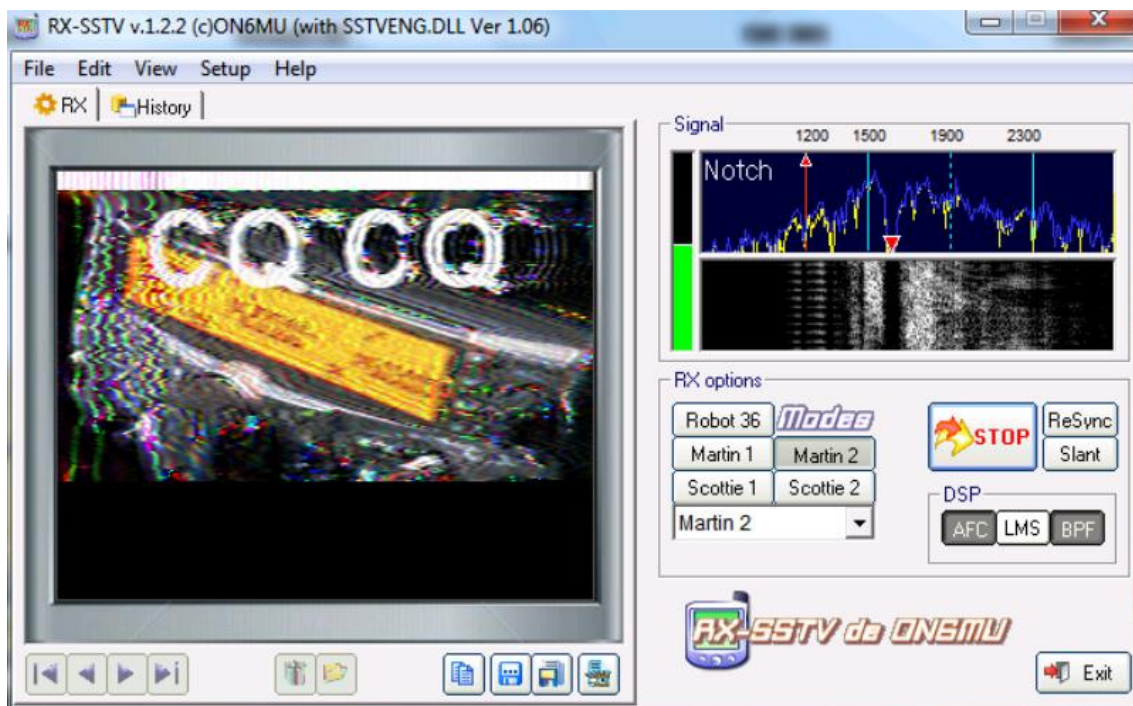 RX-SSTV v.1.2.2 (c)ON6MU (with SSTVENG.DLL Ver 1.06)
File Edit View Setup Help
RX History
CQ CQ
Signal
1200 1500 1900 2300
Notch
RX options
Robot 36 Modes
Martin 1 Martin 2
Scottie 1 Scottie 2
Martin 2
STOP
ReSync
Slant
DSP
AFC LMS BPF
RX-SSTV de ON6MU
Exit